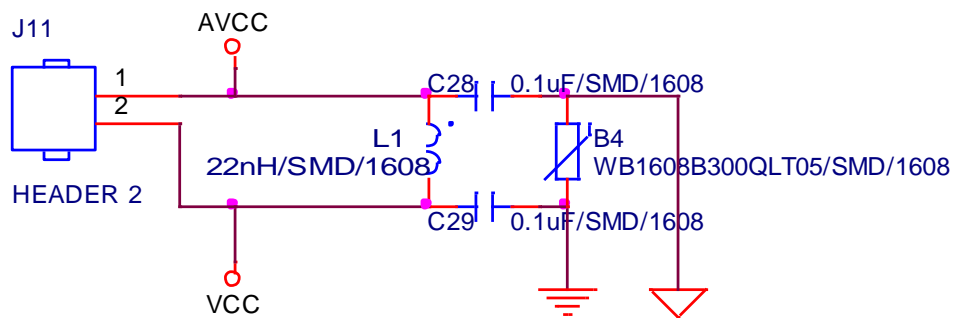 J11
AVCC
1
2
C28
0.1uF/SMD/1608
L1
22nH/SMD/1608
B4
WB1608B300QLT05/SMD/1608
HEADER 2
C29
0.1uF/SMD/1608
VCC